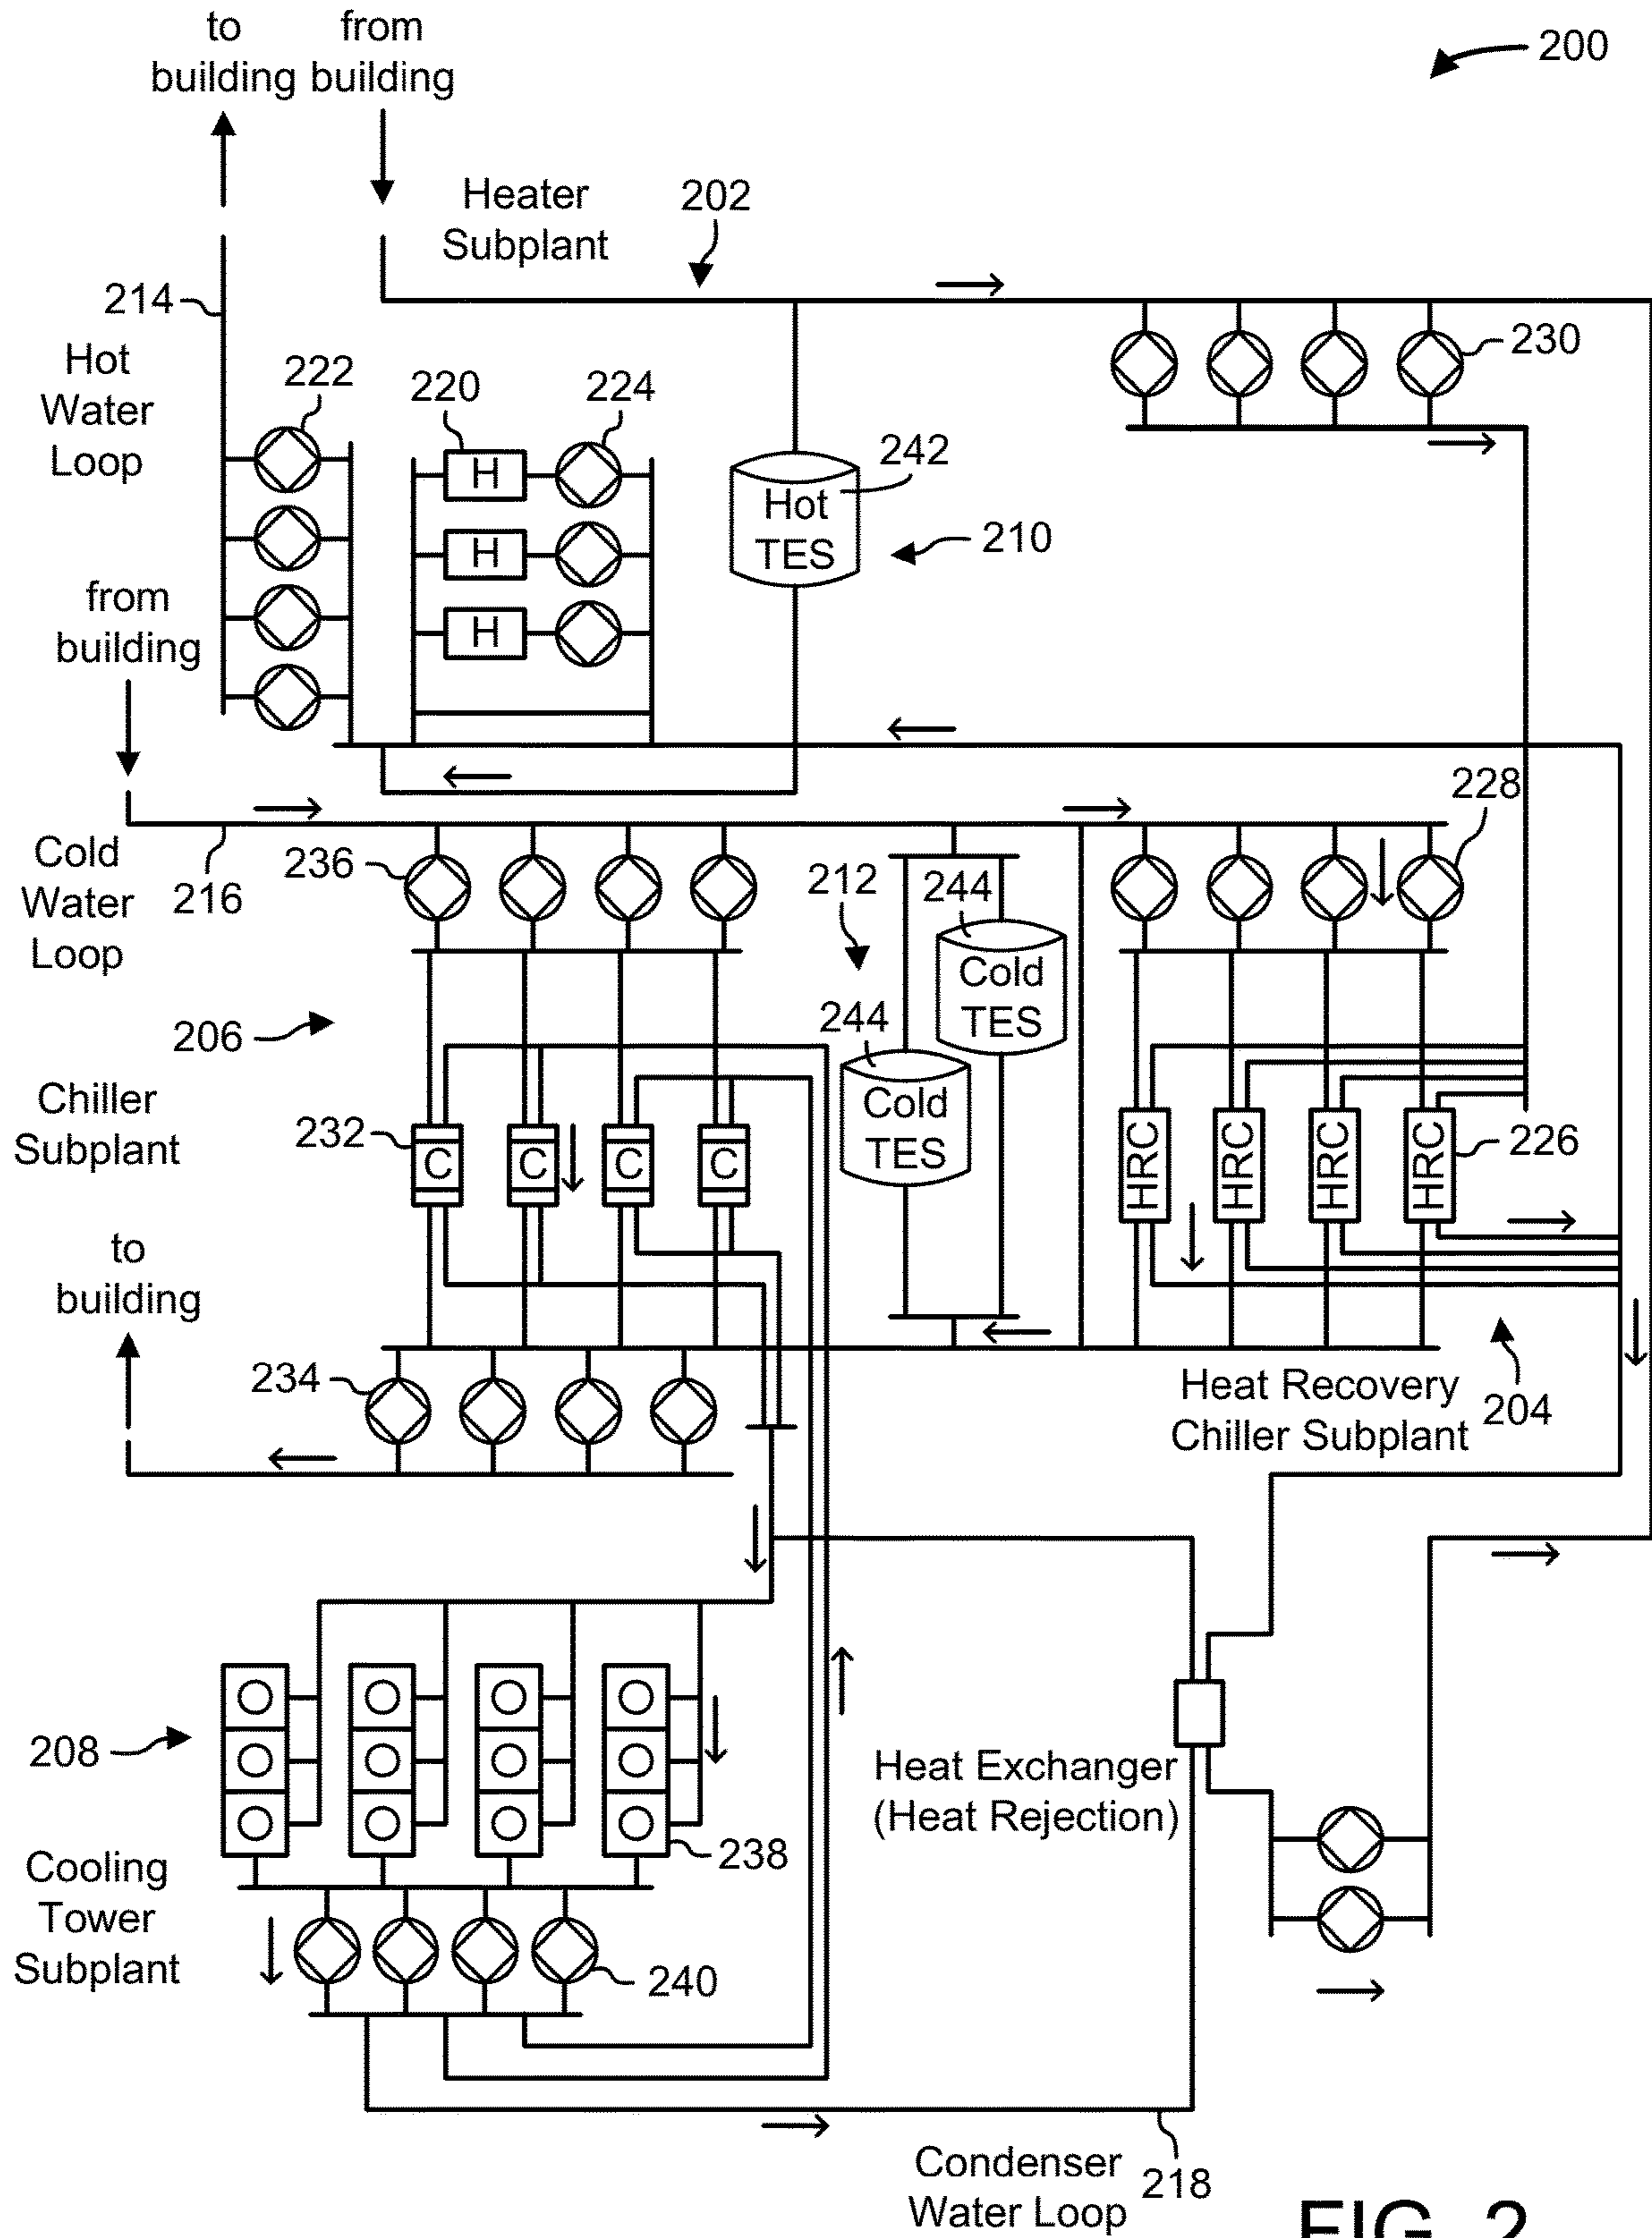 to
building
from
building
200
Heater
Subplant
202
214
Hot
Water
Loop
222
220
224
230
H
H
H
Hot
TES
242
210
from
building
228
Cold
Water
Loop
216
236
212
244
Cold
TES
244
Cold
TES
206
Chiller
Subplant
232
C
C
C
C
HRC
HRC
HRC
HRC
226
to
building
234
Heat Recovery
Chiller Subplant
204
208
Heat Exchanger
(Heat Rejection)
238
Cooling
Tower
Subplant
240
Condenser
Water Loop
218
FIG. 2